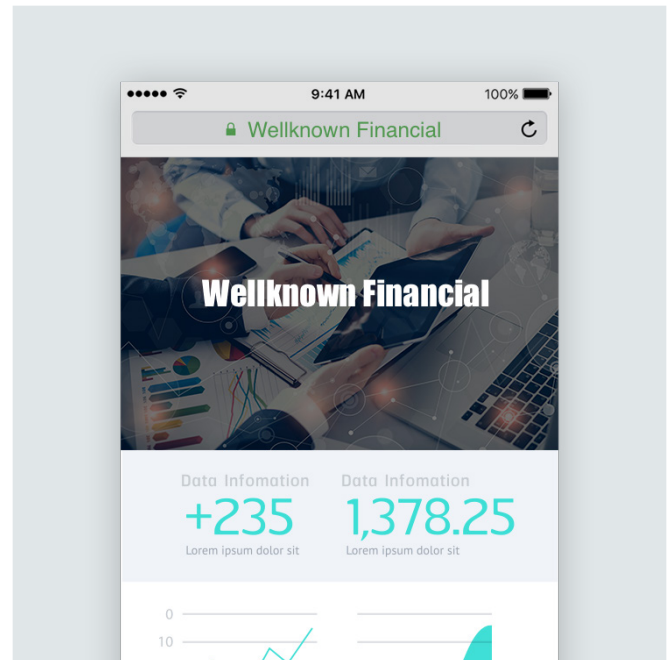 9:41 AM 100%
Wellknown Financial
Wellknown Financial
Data Infomation Data Infomation
+235 1,378.25
Lorem ipsum dolor sit Lorem ipsum dolor sit
0
10